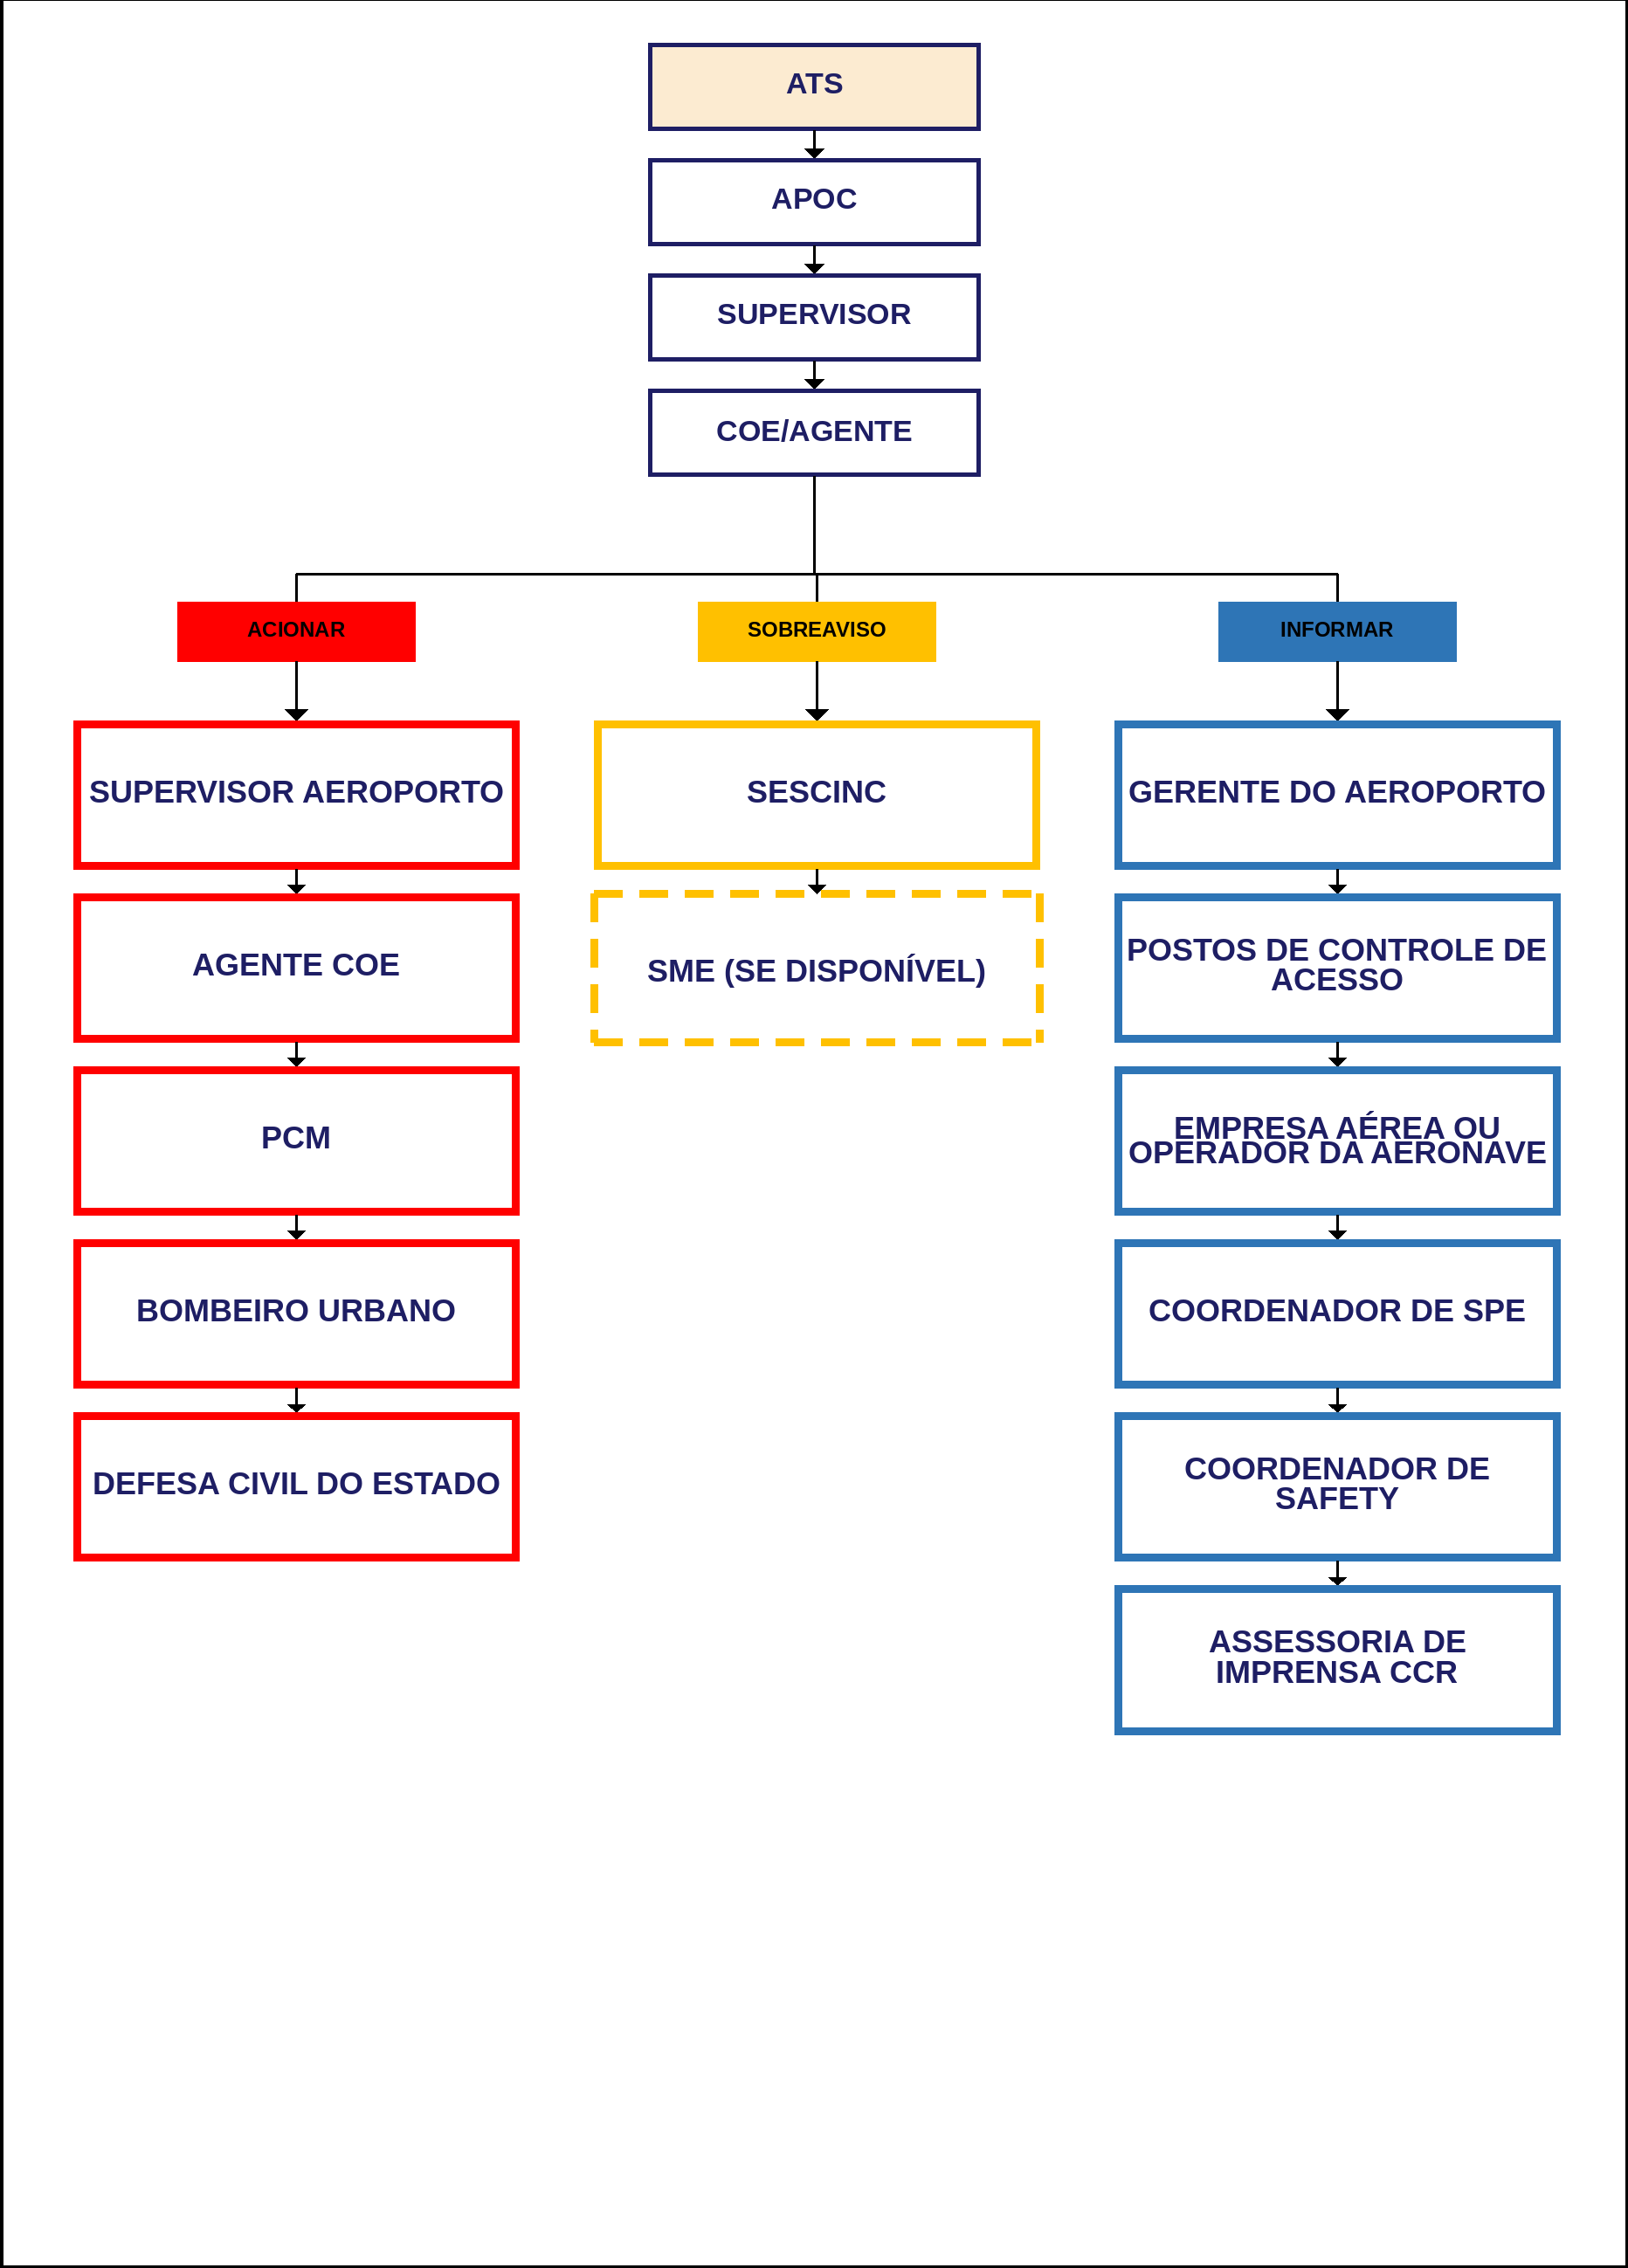 ATS
APOC
SUPERVISOR
COE/AGENTE
ACIONAR
SOBREAVISO
INFORMAR
SUPERVISOR AEROPORTO
AGENTE COE
PCM
BOMBEIRO URBANO
DEFESA CIVIL DO ESTADO
SESCINC
SME (SE DISPONÍVEL)
GERENTE DO AEROPORTO
POSTOS DE CONTROLE DE
ACESSO
EMPRESA AÉREA OU
OPERADOR DA AERONAVE
COORDENADOR DE SPE
COORDENADOR DE
SAFETY
ASSESSORIA DE
IMPRENSA CCR